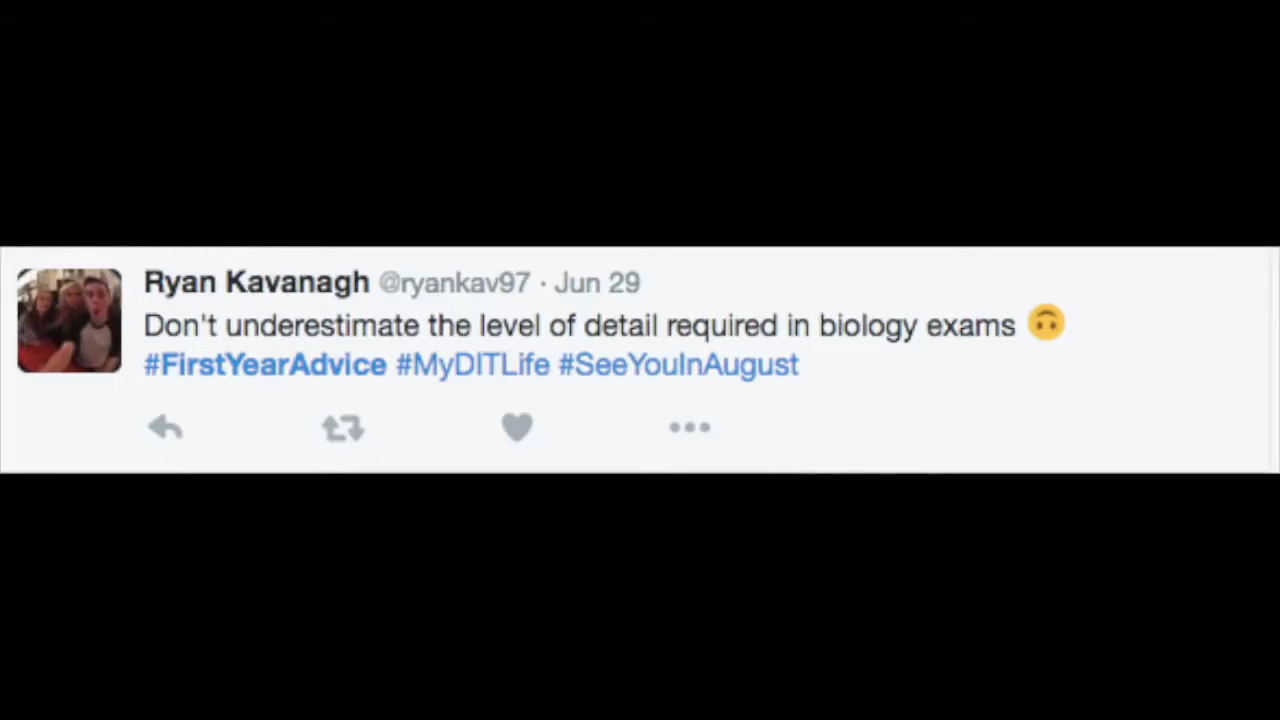 Ryan Kavanagh @ryankav97 · Jun 29
Don't underestimate the level of detail required in biology exams 🙃
#FirstYearAdvice #MyDITLife #SeeYouInAugust